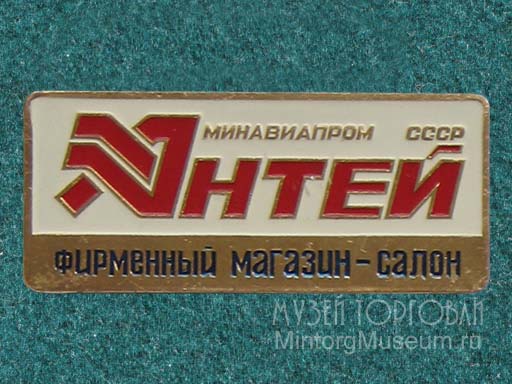 МИНАВИАПРОМ СССР
АНТЕЙ
ФИРМЕННЫЙ МАГАЗИН-САЛОН
МУЗЕЙ ТОРГОВЛИ
MintorgMuseum.ru